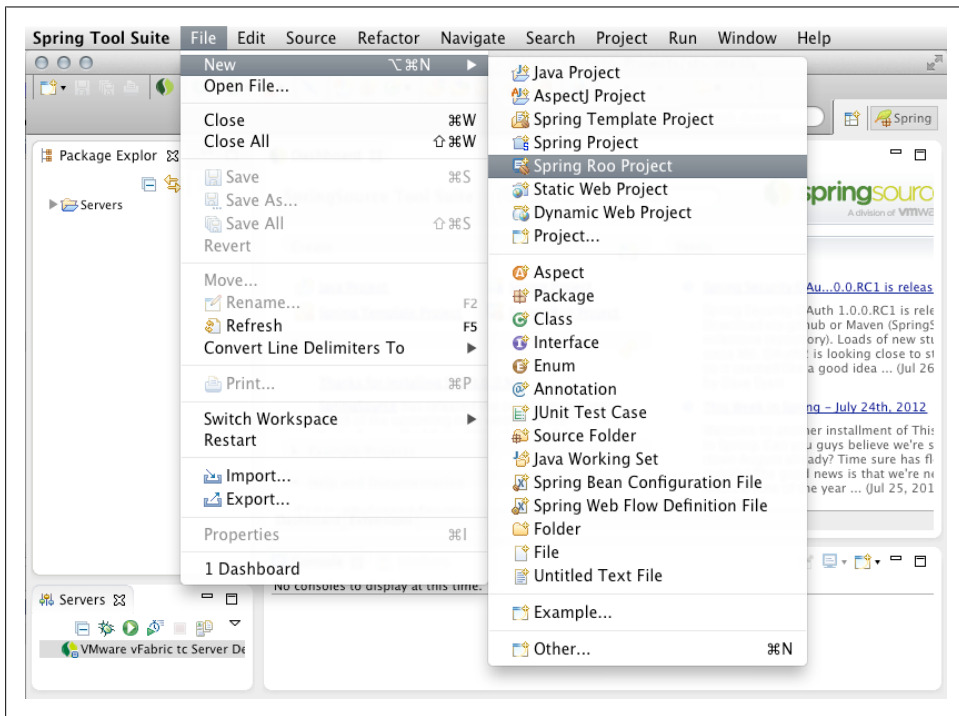 Spring Tool Suite File Edit Source Refactor Navigate Search Project Run Window Help
New ⌥⌘N ▶
Open File...
Close ⌘W
Close All ⇧⌘W
Save ⌘S
Save As...
Save All ⇧⌘S
Revert
Move...
Rename... F2
Refresh F5
Convert Line Delimiters To ▶
Print... ⌘P
Switch Workspace ▶
Restart
Import...
Export...
Properties ⌘I
1 Dashboard
Java Project
AspectJ Project
Spring Template Project
Spring Project
Spring Roo Project
Static Web Project
Dynamic Web Project
Project...
Aspect
Package
Class
Interface
Enum
Annotation
JUnit Test Case
Source Folder
Java Working Set
Spring Bean Configuration File
Spring Web Flow Definition File
Folder
File
Untitled Text File
Example...
Other... ⌘N
Package Explor
Servers
Spring
springsourc
A division of VMWE
Au...0.0.RC1 is releas
Auth 1.0.0.RC1 is rele
hub or Maven (SpringS
ory). Loads of new stu
is looking close to st
a good idea ... (Jul 26
ng – July 24th, 2012
er installment of This
u guys believe we're s
ady? Time sure has fl
news is that we're ne
e year ... (Jul 25, 201
No consoles to display at this time.
Servers
VMware vFabric tc Server De